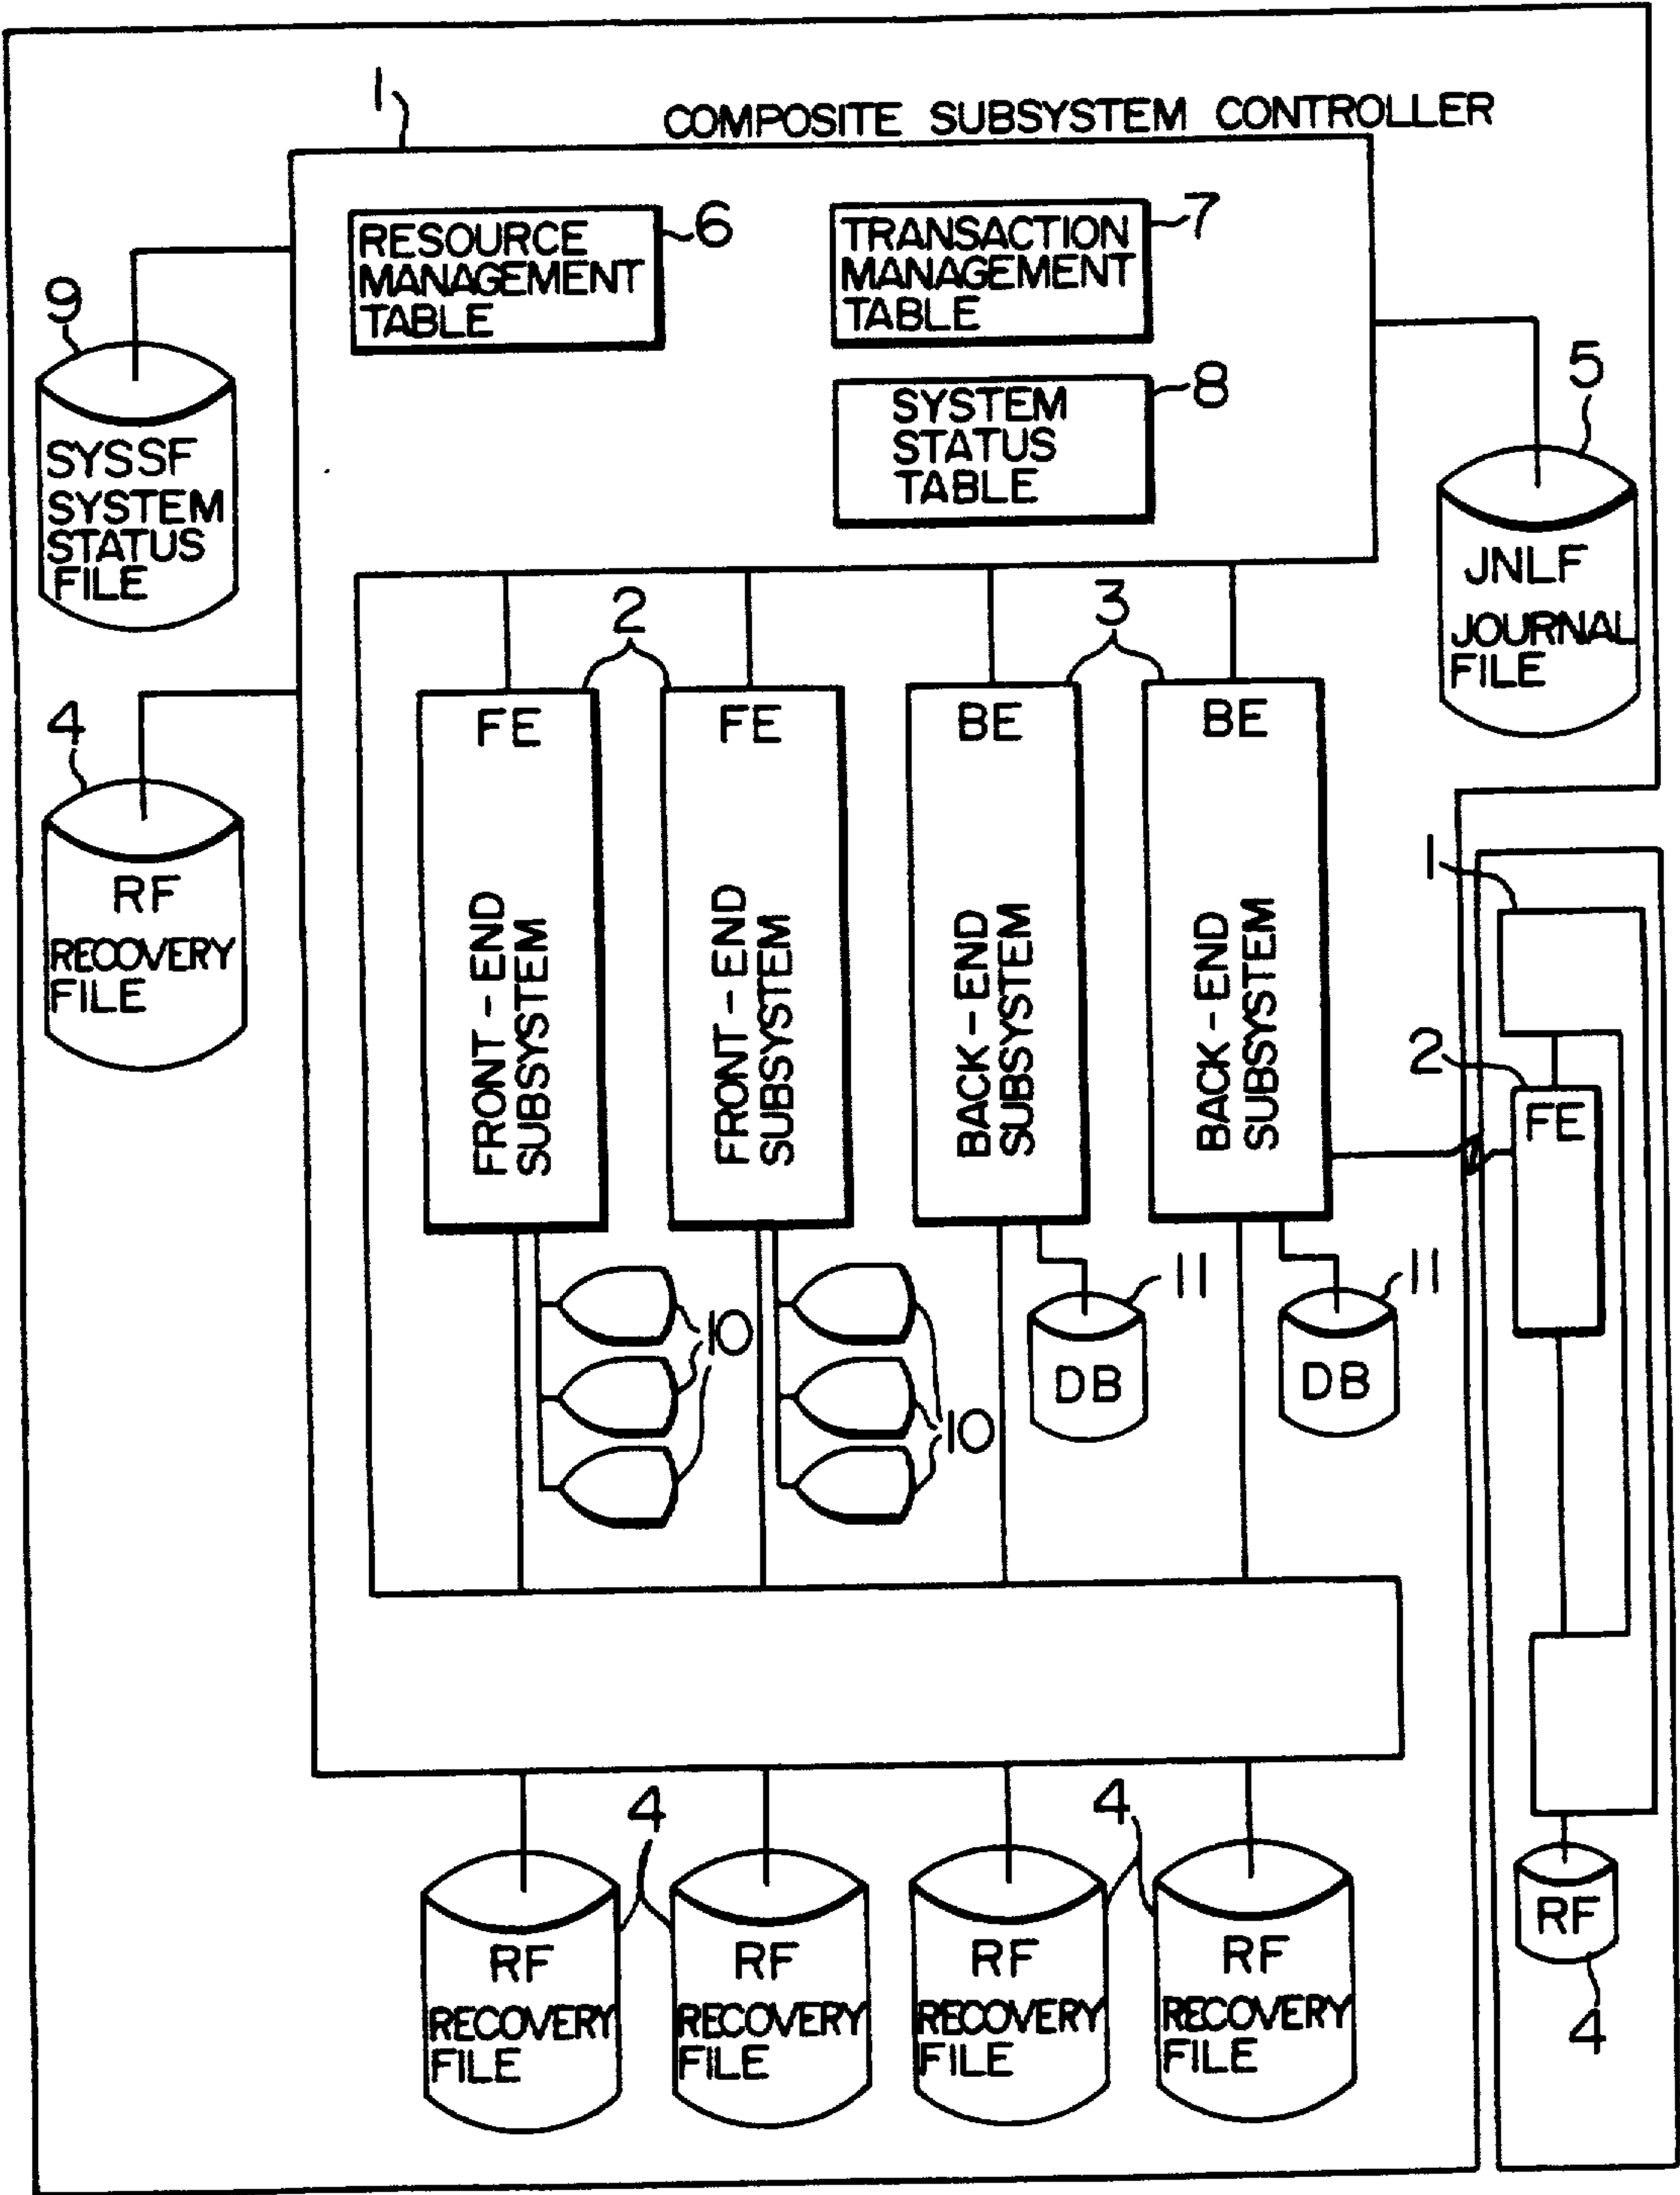 1
COMPOSITE SUBSYSTEM CONTROLLER
RESOURCE
MANAGEMENT
TABLE
6
TRANSACTION
MANAGEMENT
TABLE
7
SYSTEM
STATUS
TABLE
8
9
SYSSF
SYSTEM
STATUS
FILE
5
JNLF
JOURNAL
FILE
4
RF
RECOVERY
FILE
2
3
FE
FRONT-END
SUBSYSTEM
FE
FRONT-END
SUBSYSTEM
BE
BACK-END
SUBSYSTEM
BE
BACK-END
SUBSYSTEM
10
10
11
DB
11
DB
1
2
FE
RF
4
4
4
RF
RECOVERY
FILE
RF
RECOVERY
FILE
RF
RECOVERY
FILE
RF
RECOVERY
FILE